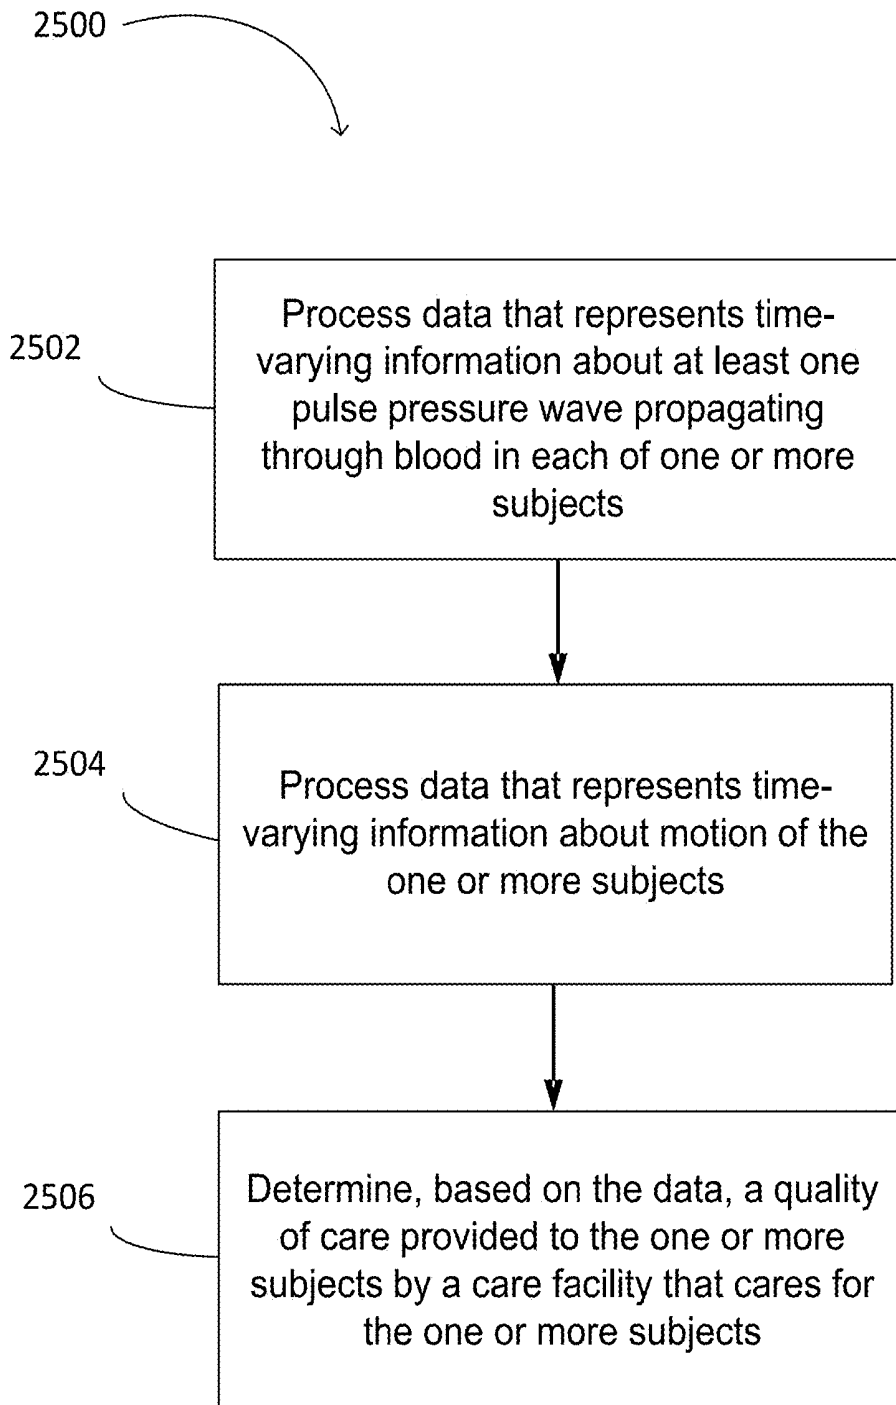 2500
2502
Process data that represents time-
varying information about at least one
pulse pressure wave propagating
through blood in each of one or more
subjects
2504
Process data that represents time-
varying information about motion of the
one or more subjects
2506
Determine, based on the data, a quality
of care provided to the one or more
subjects by a care facility that cares for
the one or more subjects